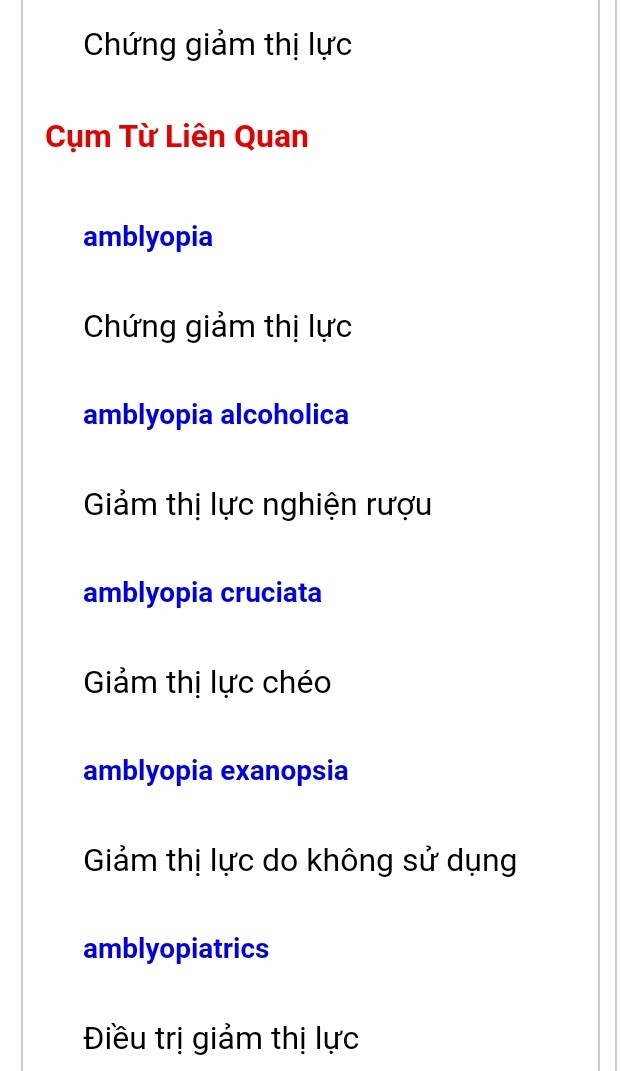 Chứng giảm thị lực
Cụm Từ Liên Quan
amblyopia
Chứng giảm thị lực
amblyopia alcoholica
Giảm thị lực nghiện rượu
amblyopia cruciata
Giảm thị lực chéo
amblyopia exanopsia
Giảm thị lực do không sử dụng
amblyopiatrics
Điều trị giảm thị lực